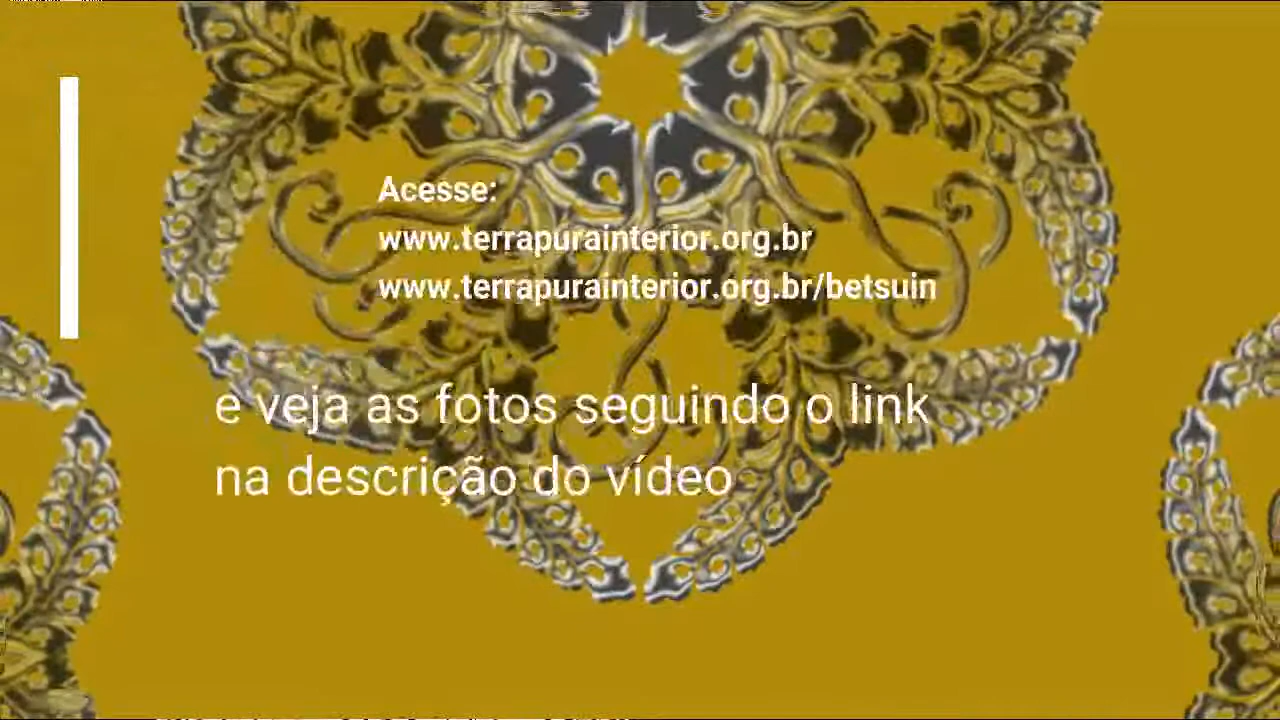 Acesse:
www.terrapurainterior.org.br
www.terrapurainterior.org.br/betsuin
e veja as fotos seguindo o link
na descrição do vídeo